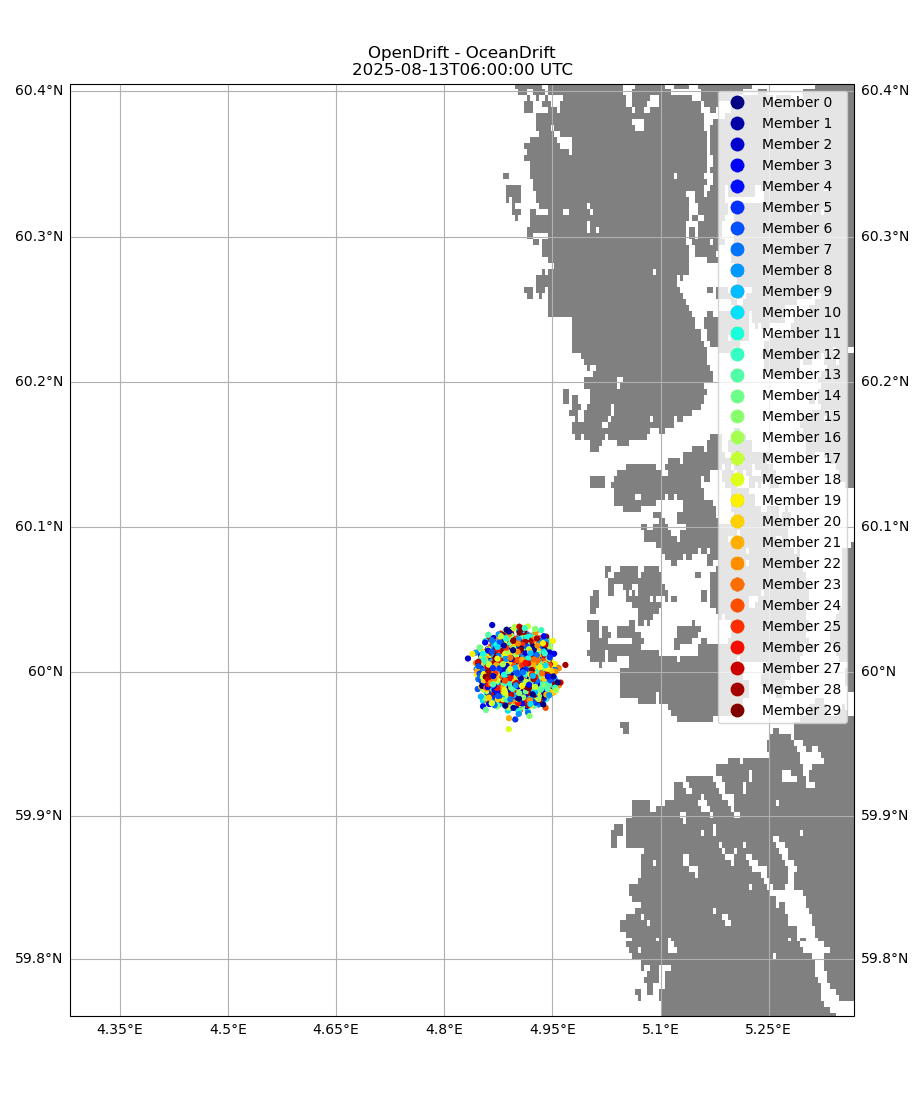 OpenDrift - OceanDrift
2025-08-13T06:00:00 UTC
60.4°N
60.4°N
Member 0
Member 1
Member 2
Member 3
Member 4
Member 5
Member 6
60.3°N
60.3°N
Member 7
Member 8
Member 9
Member 10
Member 11
Member 12
Member 13
60.2°N
60.2°N
Member 14
Member 15
Member 16
Member 17
Member 18
Member 19
Member 20
60.1°N
60.1°N
Member 21
Member 22
Member 23
Member 24
Member 25
Member 26
Member 27
60°N
60°N
Member 28
Member 29
59.9°N
59.9°N
59.8°N
59.8°N
4.35°E 4.5°E 4.65°E 4.8°E 4.95°E 5.1°E 5.25°E